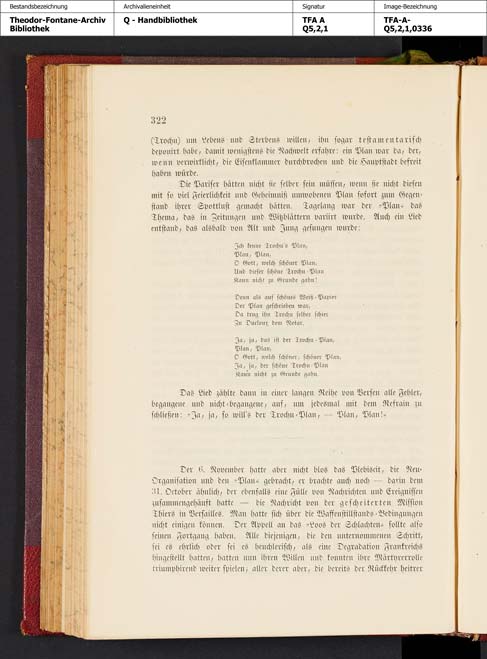 Bestandsbezeichnung
Archivalieneinheit
Signatur
Image-Bezeichnung
Theodor-Fontane-Archiv
Bibliothek
Q - Handbibliothek
TFA A
Q5,2,1
TFA-A-
Q5,2,1,0336
322
(Trochu) um Lebens und Sterbens willen, ihn sogar testamentarisch
deponirt habe, damit wenigstens die Nachwelt erfahre: ein Plan war da; der,
wenn verwirklicht, die Eisenklammer durchbrochen und die Hauptstadt befreit
haben würde.
Die Pariser hätten nicht sie selber sein müssen, wenn sie nicht diesen
mit so viel Feierlichkeit und Geheimniß umwobenen Plan sofort zum Gegen-
stand ihrer Spottlust gemacht hätten. Tagelang war der »Plan« das
Thema, das in Zeitungen und Witzblättern variirt wurde. Auch ein Lied
entstand, das alsbald von Alt und Jung gesungen wurde:
Ich kenne Trochu's Plan,
Plan, Plan,
O Gott, welch schöner Plan,
Und dieser schöne Trochu-Plan
Kann nicht zu Grunde gahn!
Denn als auf schönes Weiß-Papier
Der Plan geschrieben war,
Da trug ihn Trochu selber schier
Zu Ducloux dem Notar.
Ja, ja, das ist der Trochu-Plan,
Plan, Plan,
O Gott, welch schöner, schöner Plan,
Ja, ja, der schöne Trochu-Plan
Kann nicht zu Grunde gahn.
Das Lied zählte dann in einer langen Reihe von Versen alle Fehler,
begangene und nicht-begangene, auf, um jedesmal mit dem Refrain zu
schließen: »Ja, ja, so will's der Trochu-Plan, — Plan, Plan!«
Der 6. November hatte aber nicht blos das Plebiscit, die Neu-
Organisation und den »Plan« gebracht, er brachte auch noch — darin dem
31. October ähnlich, der ebenfalls eine Fülle von Nachrichten und Ereignissen
zusammengehäuft hatte — die Nachricht von der gescheiterten Mission
Thiers in Versailles. Man hatte sich über die Waffenstillstands-Bedingungen
nicht einigen können. Der Appell an das »Loos der Schlachten« sollte also
seinen Fortgang haben. Alle diejenigen, die den unternommenen Schritt,
sei es ehrlich oder sei es heuchlerisch, als eine Degradation Frankreichs
hingestellt hatten, hatten nun ihren Willen und konnten ihre Märtyrerrolle
triumphirend weiter spielen; aller derer aber, die bereits der Rückkehr heitrer